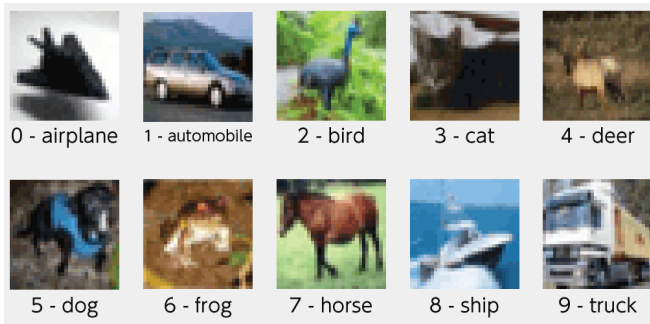 0 - airplane
1 - automobile
2 - bird
3 - cat
4 - deer
5 - dog
6 - frog
7 - horse
8 - ship
9 - truck